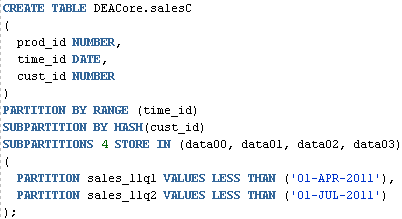 CREATE TABLE DEACore.salesC
(
prod_id NUMBER,
time_id DATE,
cust_id NUMBER
)
PARTITION BY RANGE (time_id)
SUBPARTITION BY HASH(cust_id)
SUBPARTITIONS 4 STORE IN (data00, data01, data02, data03)
(
PARTITION sales_11q1 VALUES LESS THAN ('01-APR-2011'),
PARTITION sales_11q2 VALUES LESS THAN ('01-JUL-2011')
);